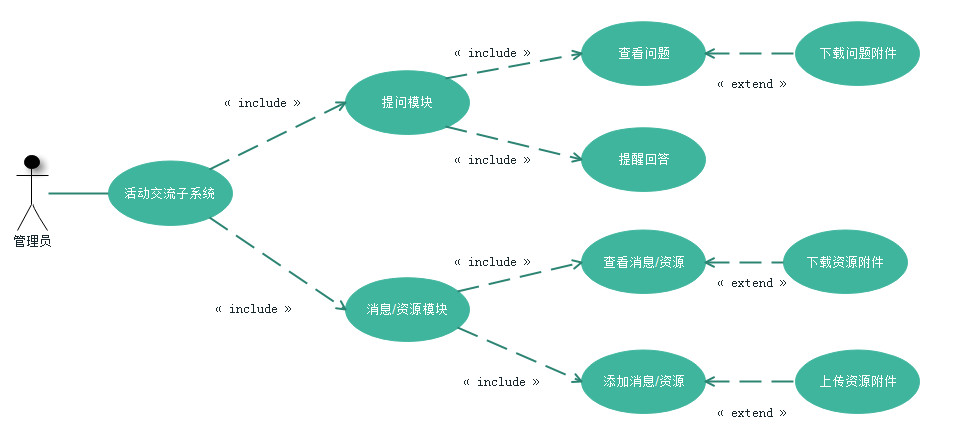 « include »
查看问题
下载问题附件
« extend »
« include »
提问模块
« include »
提醒回答
活动交流子系统
管理员
« include »
查看消息/资源
下载资源附件
« extend »
« include »
消息/资源模块
« include »
添加消息/资源
上传资源附件
« extend »